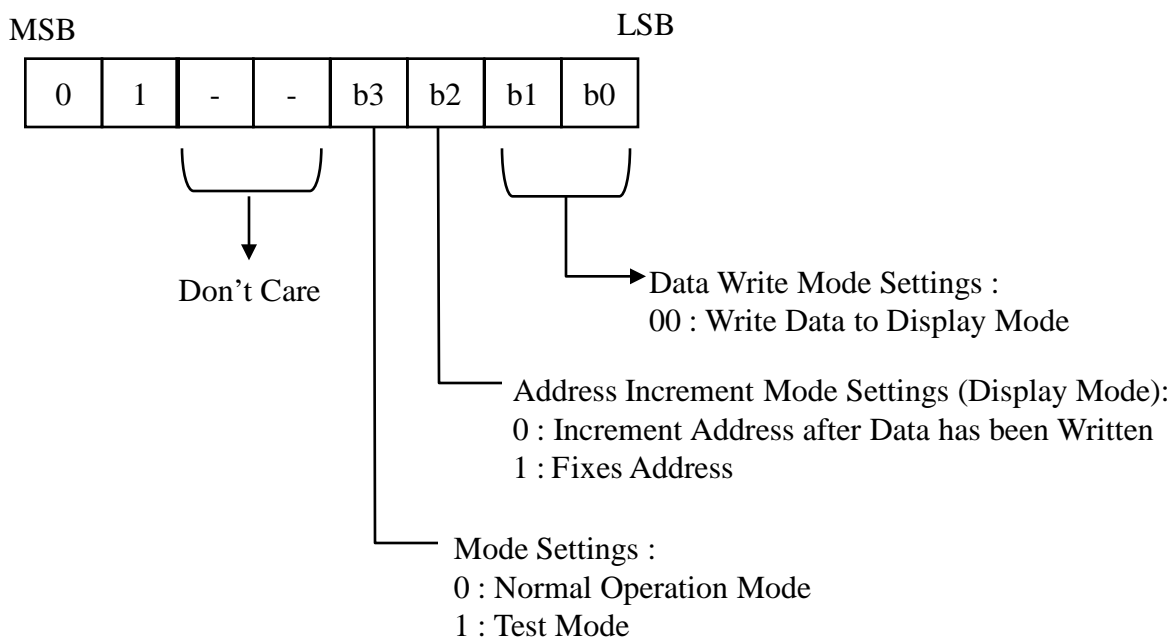 MSB
LSB
0 1 - - b3 b2 b1 b0
Don’t Care
Data Write Mode Settings :
00 : Write Data to Display Mode
Address Increment Mode Settings (Display Mode):
0 : Increment Address after Data has been Written
1 : Fixes Address
Mode Settings :
0 : Normal Operation Mode
1 : Test Mode